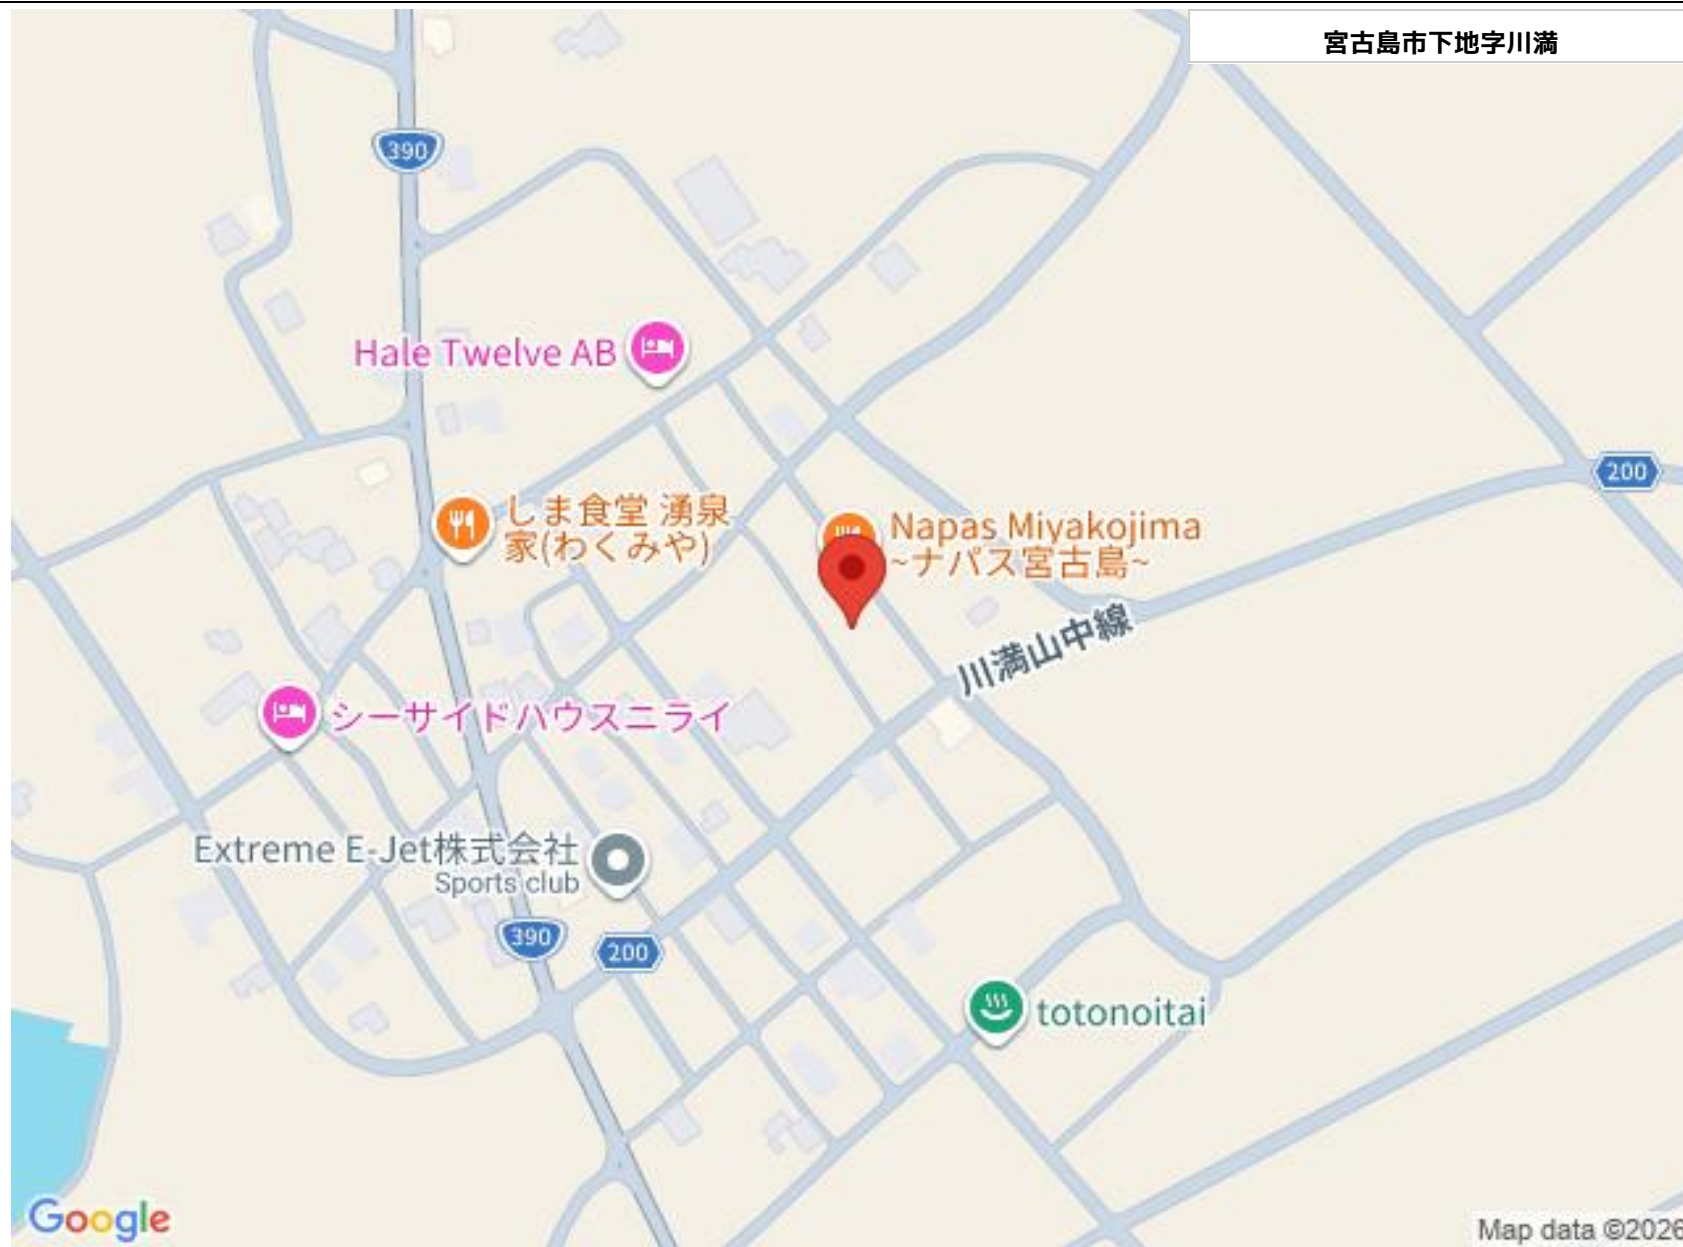 宮古島市下地字川満
390
Hale Twelve AB
200
しま食堂 湧泉
家(わくみや)
Napas Miyakojima
~ナパス宮古島~
川満山中線
シーサイドハウスニライ
Extreme E-Jet株式会社
Sports club
390
200
totonoitai
Google
Map data ©2026